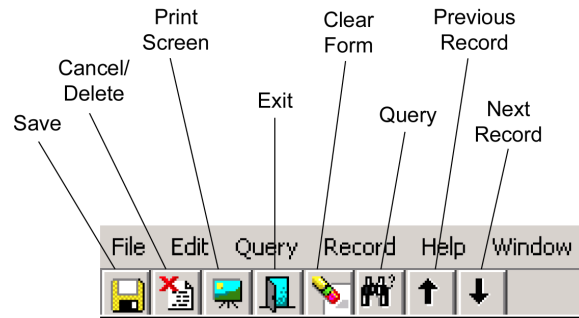 Print
Screen
Clear
Form
Previous
Record
Cancel/
Delete
Exit
Query
Next
Record
Save
File Edit Query Record Help Window
?